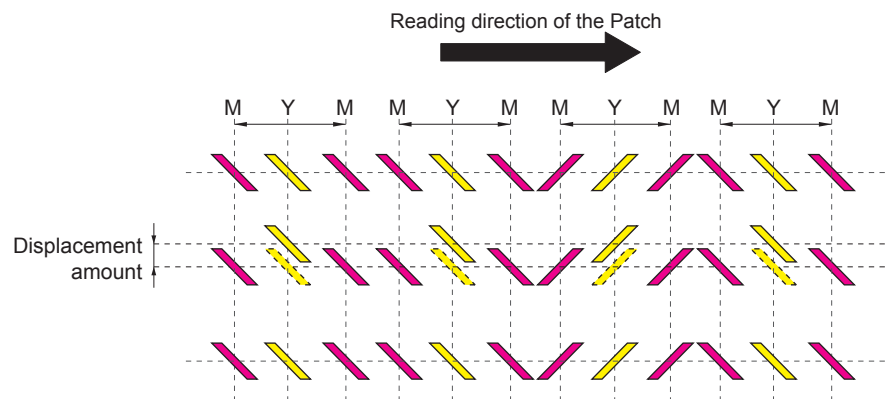 Reading direction of the Patch
M Y M M Y M M Y M M Y M
Displacement
amount